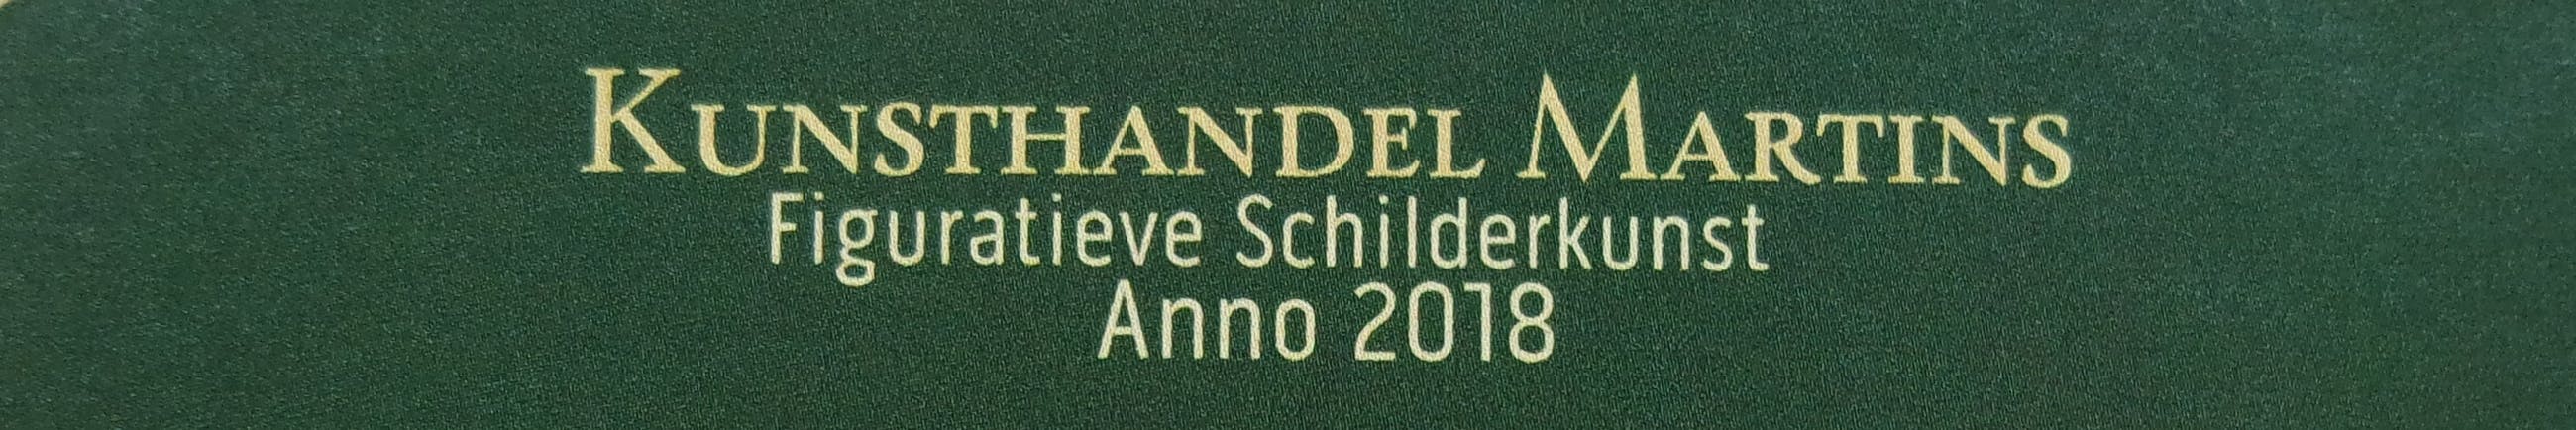 Kunsthandel Martins
Figuratieve Schilderkunst
Anno 2018